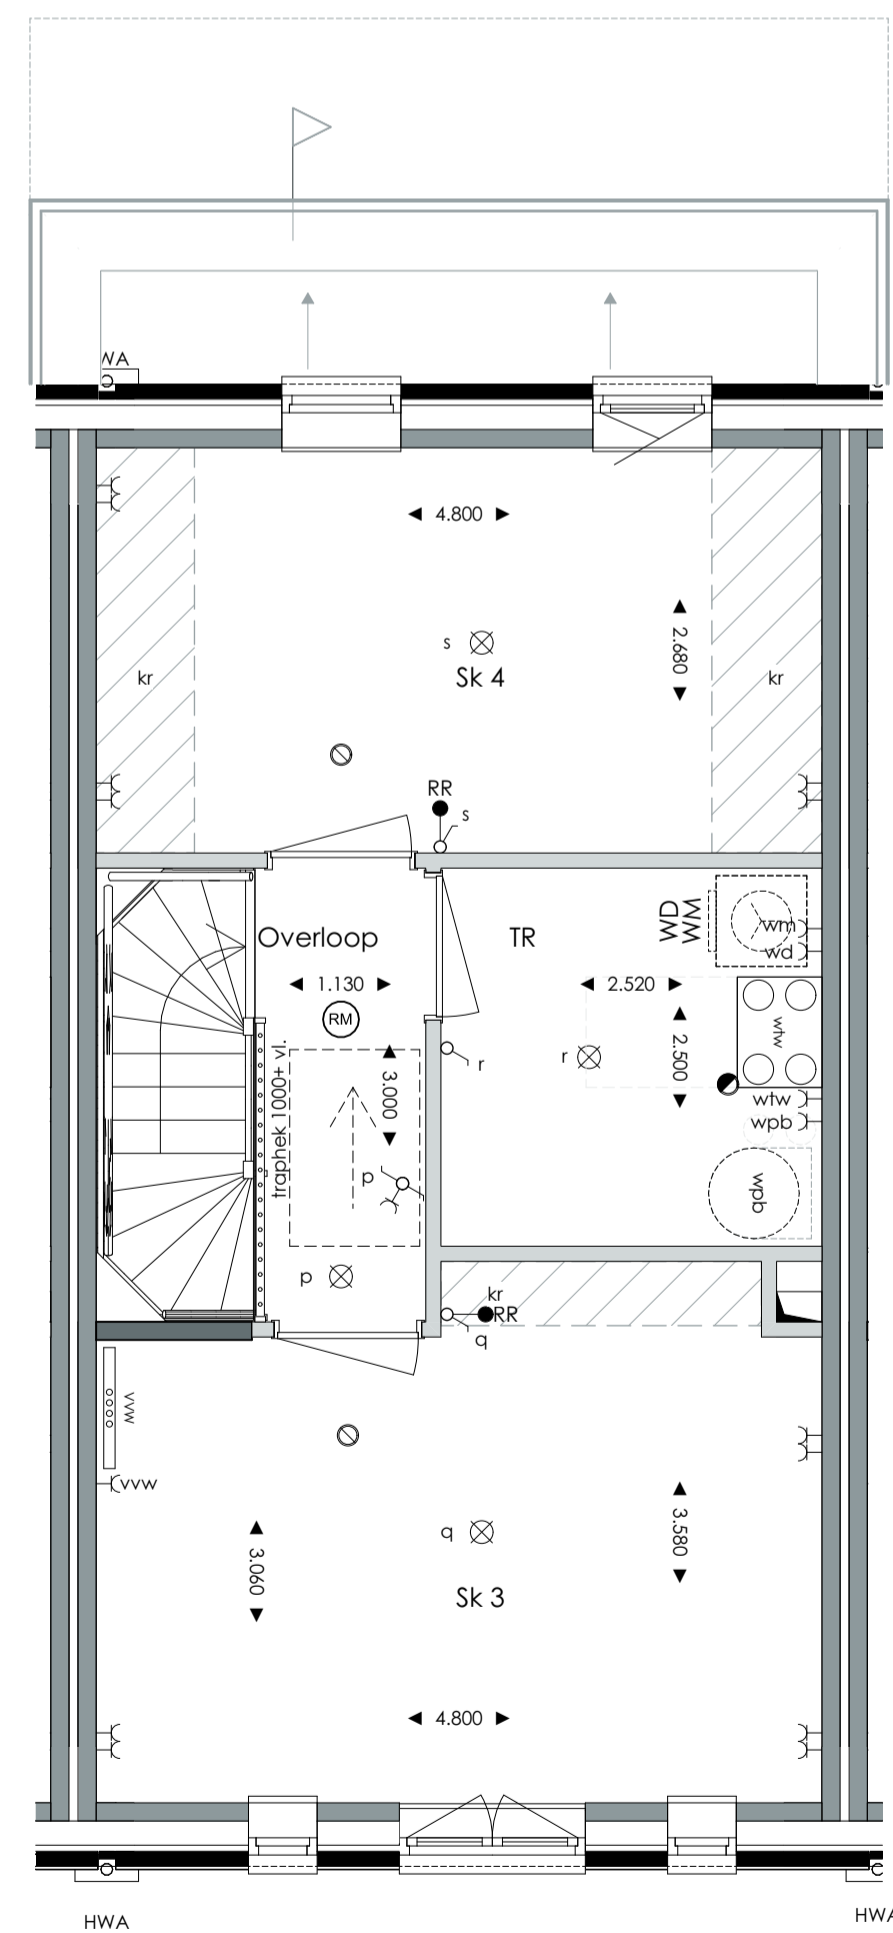 WA
4.800
2.680
s
Sk 4
kr
kr
RR
s
Overloop
TR
WD
WM
wm
wd
1.130
2.520
RM
traphek 1000+ vl.
3.000
r
r
2.500
wtw
wtw
wpb
wpb
p
p
kr
RR
q
vvw
vvw
q
3.060
3.580
Sk 3
4.800
HWA
HWA